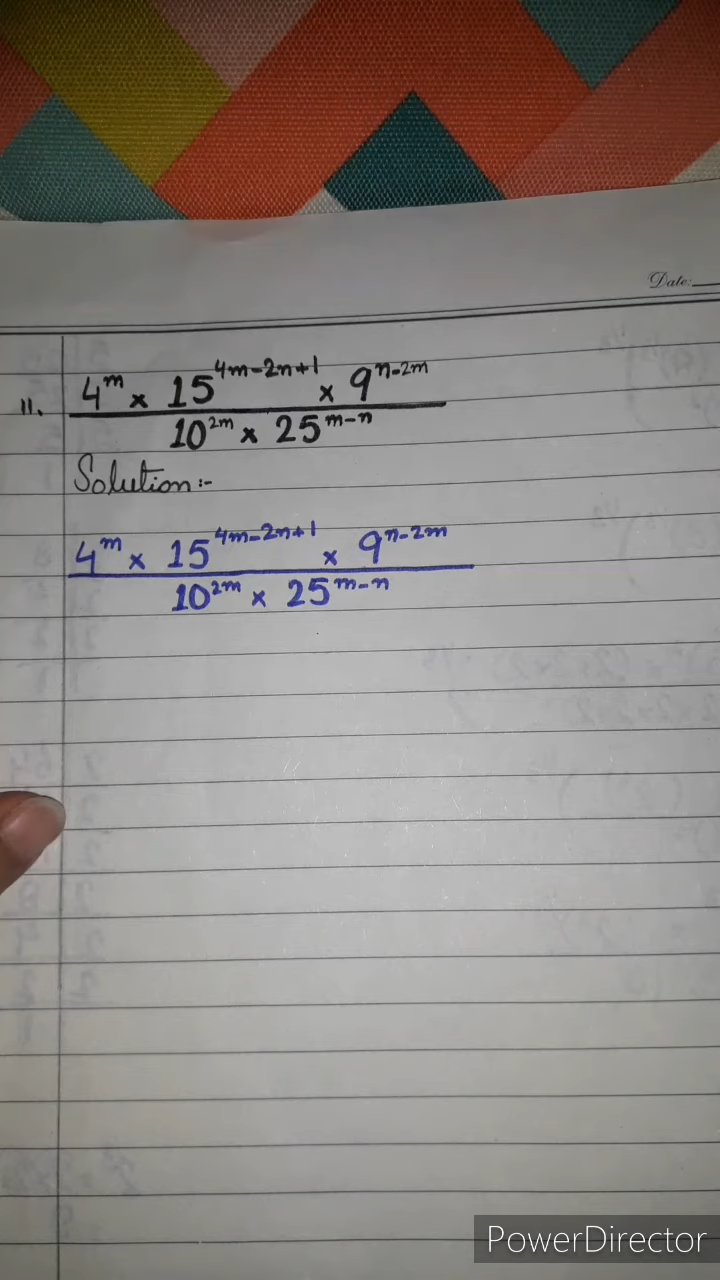 Date:
11. 4^m × 15^(4m-2n+1) × 9^(n-2m)
10^2m × 25^(m-n)
Solution:-
4^m × 15^(4m-2n+1) × 9^(n-2m)
10^2m × 25^(m-n)
PowerDirector